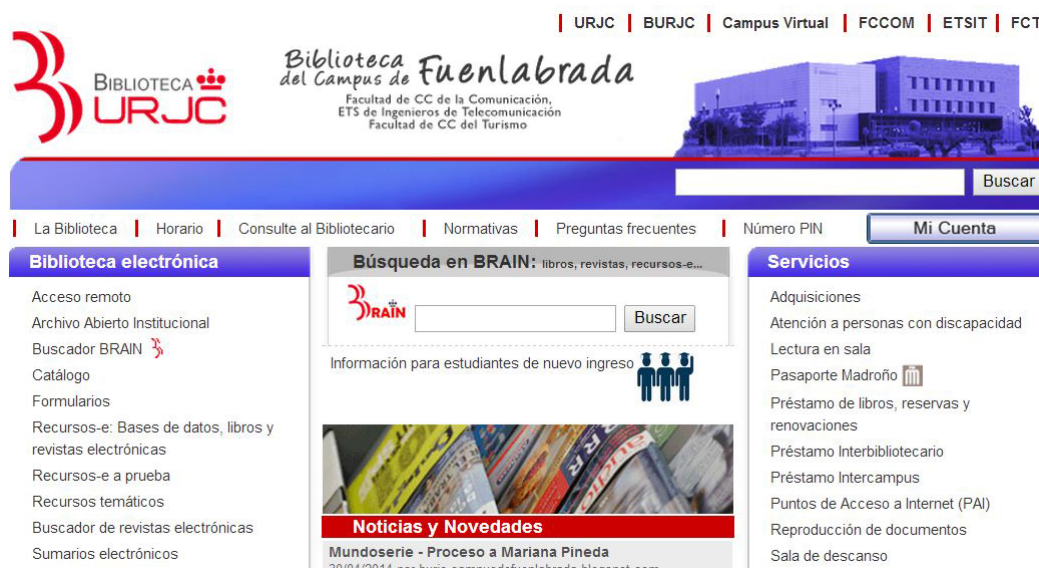 URJC | BURJC | Campus Virtual | FCCOM | ETSIT | FCT
BIBLIOTECA
URJC
Biblioteca
del Campus de Fuenlabrada
Facultad de CC de la Comunicación,
ETS de Ingenieros de Telecomunicación
Facultad de CC del Turismo
Buscar
La Biblioteca | Horario | Consulte al Bibliotecario | Normativas | Preguntas frecuentes | Número PIN
Mi Cuenta
Biblioteca electrónica
Acceso remoto
Archivo Abierto Institucional
Buscador BRAIN
Catálogo
Formularios
Recursos-e: Bases de datos, libros y
revistas electrónicas
Recursos-e a prueba
Recursos temáticos
Buscador de revistas electrónicas
Sumarios electrónicos
Búsqueda en BRAIN: libros, revistas, recursos-e...
BRAIN
Buscar
Información para estudiantes de nuevo ingreso
Noticias y Novedades
Mundoserie - Proceso a Mariana Pineda
Servicios
Adquisiciones
Atención a personas con discapacidad
Lectura en sala
Pasaporte Madroño
Préstamo de libros, reservas y
renovaciones
Préstamo Interbibliotecario
Préstamo Intercampus
Puntos de Acceso a Internet (PAI)
Reproducción de documentos
Sala de descanso